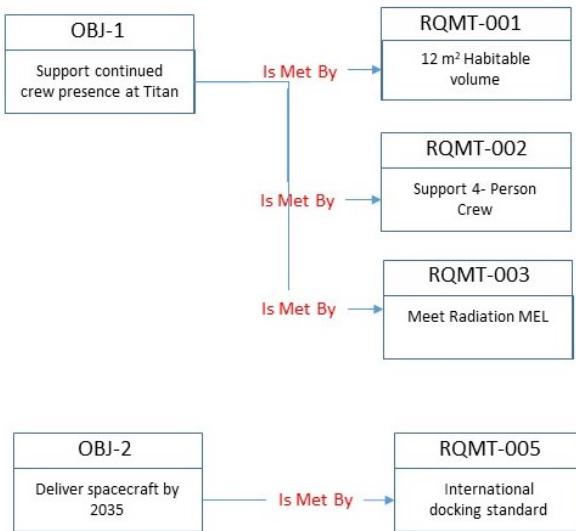 OBJ-1
Support continued
crew presence at Titan
Is Met By
RQMT-001
12 m² Habitable
volume
Is Met By
RQMT-002
Support 4- Person
Crew
Is Met By
RQMT-003
Meet Radiation MEL
OBJ-2
Deliver spacecraft by
2035
Is Met By
RQMT-005
International
docking standard